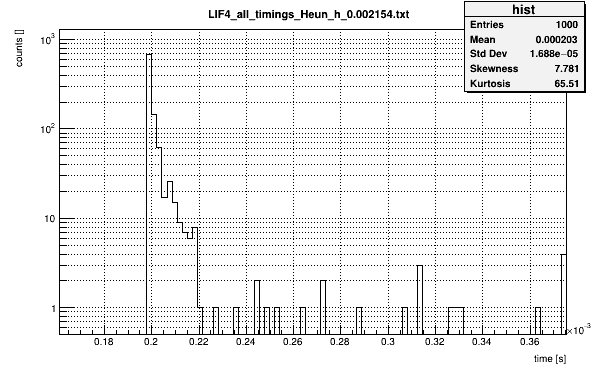 LIF4_all_timings_Heun_h_0.002154.txt
hist
Entries 1000
Mean 0.000203
Std Dev 1.688e−05
Skewness 7.781
Kurtosis 65.51
counts []
10³
10²
10
1
0.18 0.2 0.22 0.24 0.26 0.28 0.3 0.32 0.34 0.36
×10⁻³
time [s]